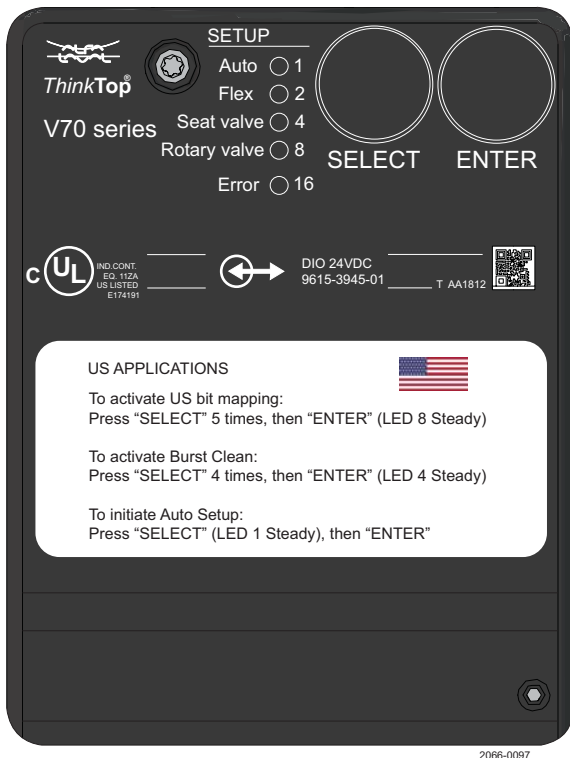 SETUP
Auto 1
ThinkTop®
Flex 2
V70 series
Seat valve 4
Rotary valve 8
SELECT ENTER
Error 16
C UL
IND.CONT.
EQ. 11ZA
US LISTED
E174191
DIO 24VDC
9615-3945-01
T AA1812
US APPLICATIONS
To activate US bit mapping:
Press “SELECT” 5 times, then “ENTER” (LED 8 Steady)
To activate Burst Clean:
Press “SELECT” 4 times, then “ENTER” (LED 4 Steady)
To initiate Auto Setup:
Press “SELECT” (LED 1 Steady), then “ENTER”
2066-0097